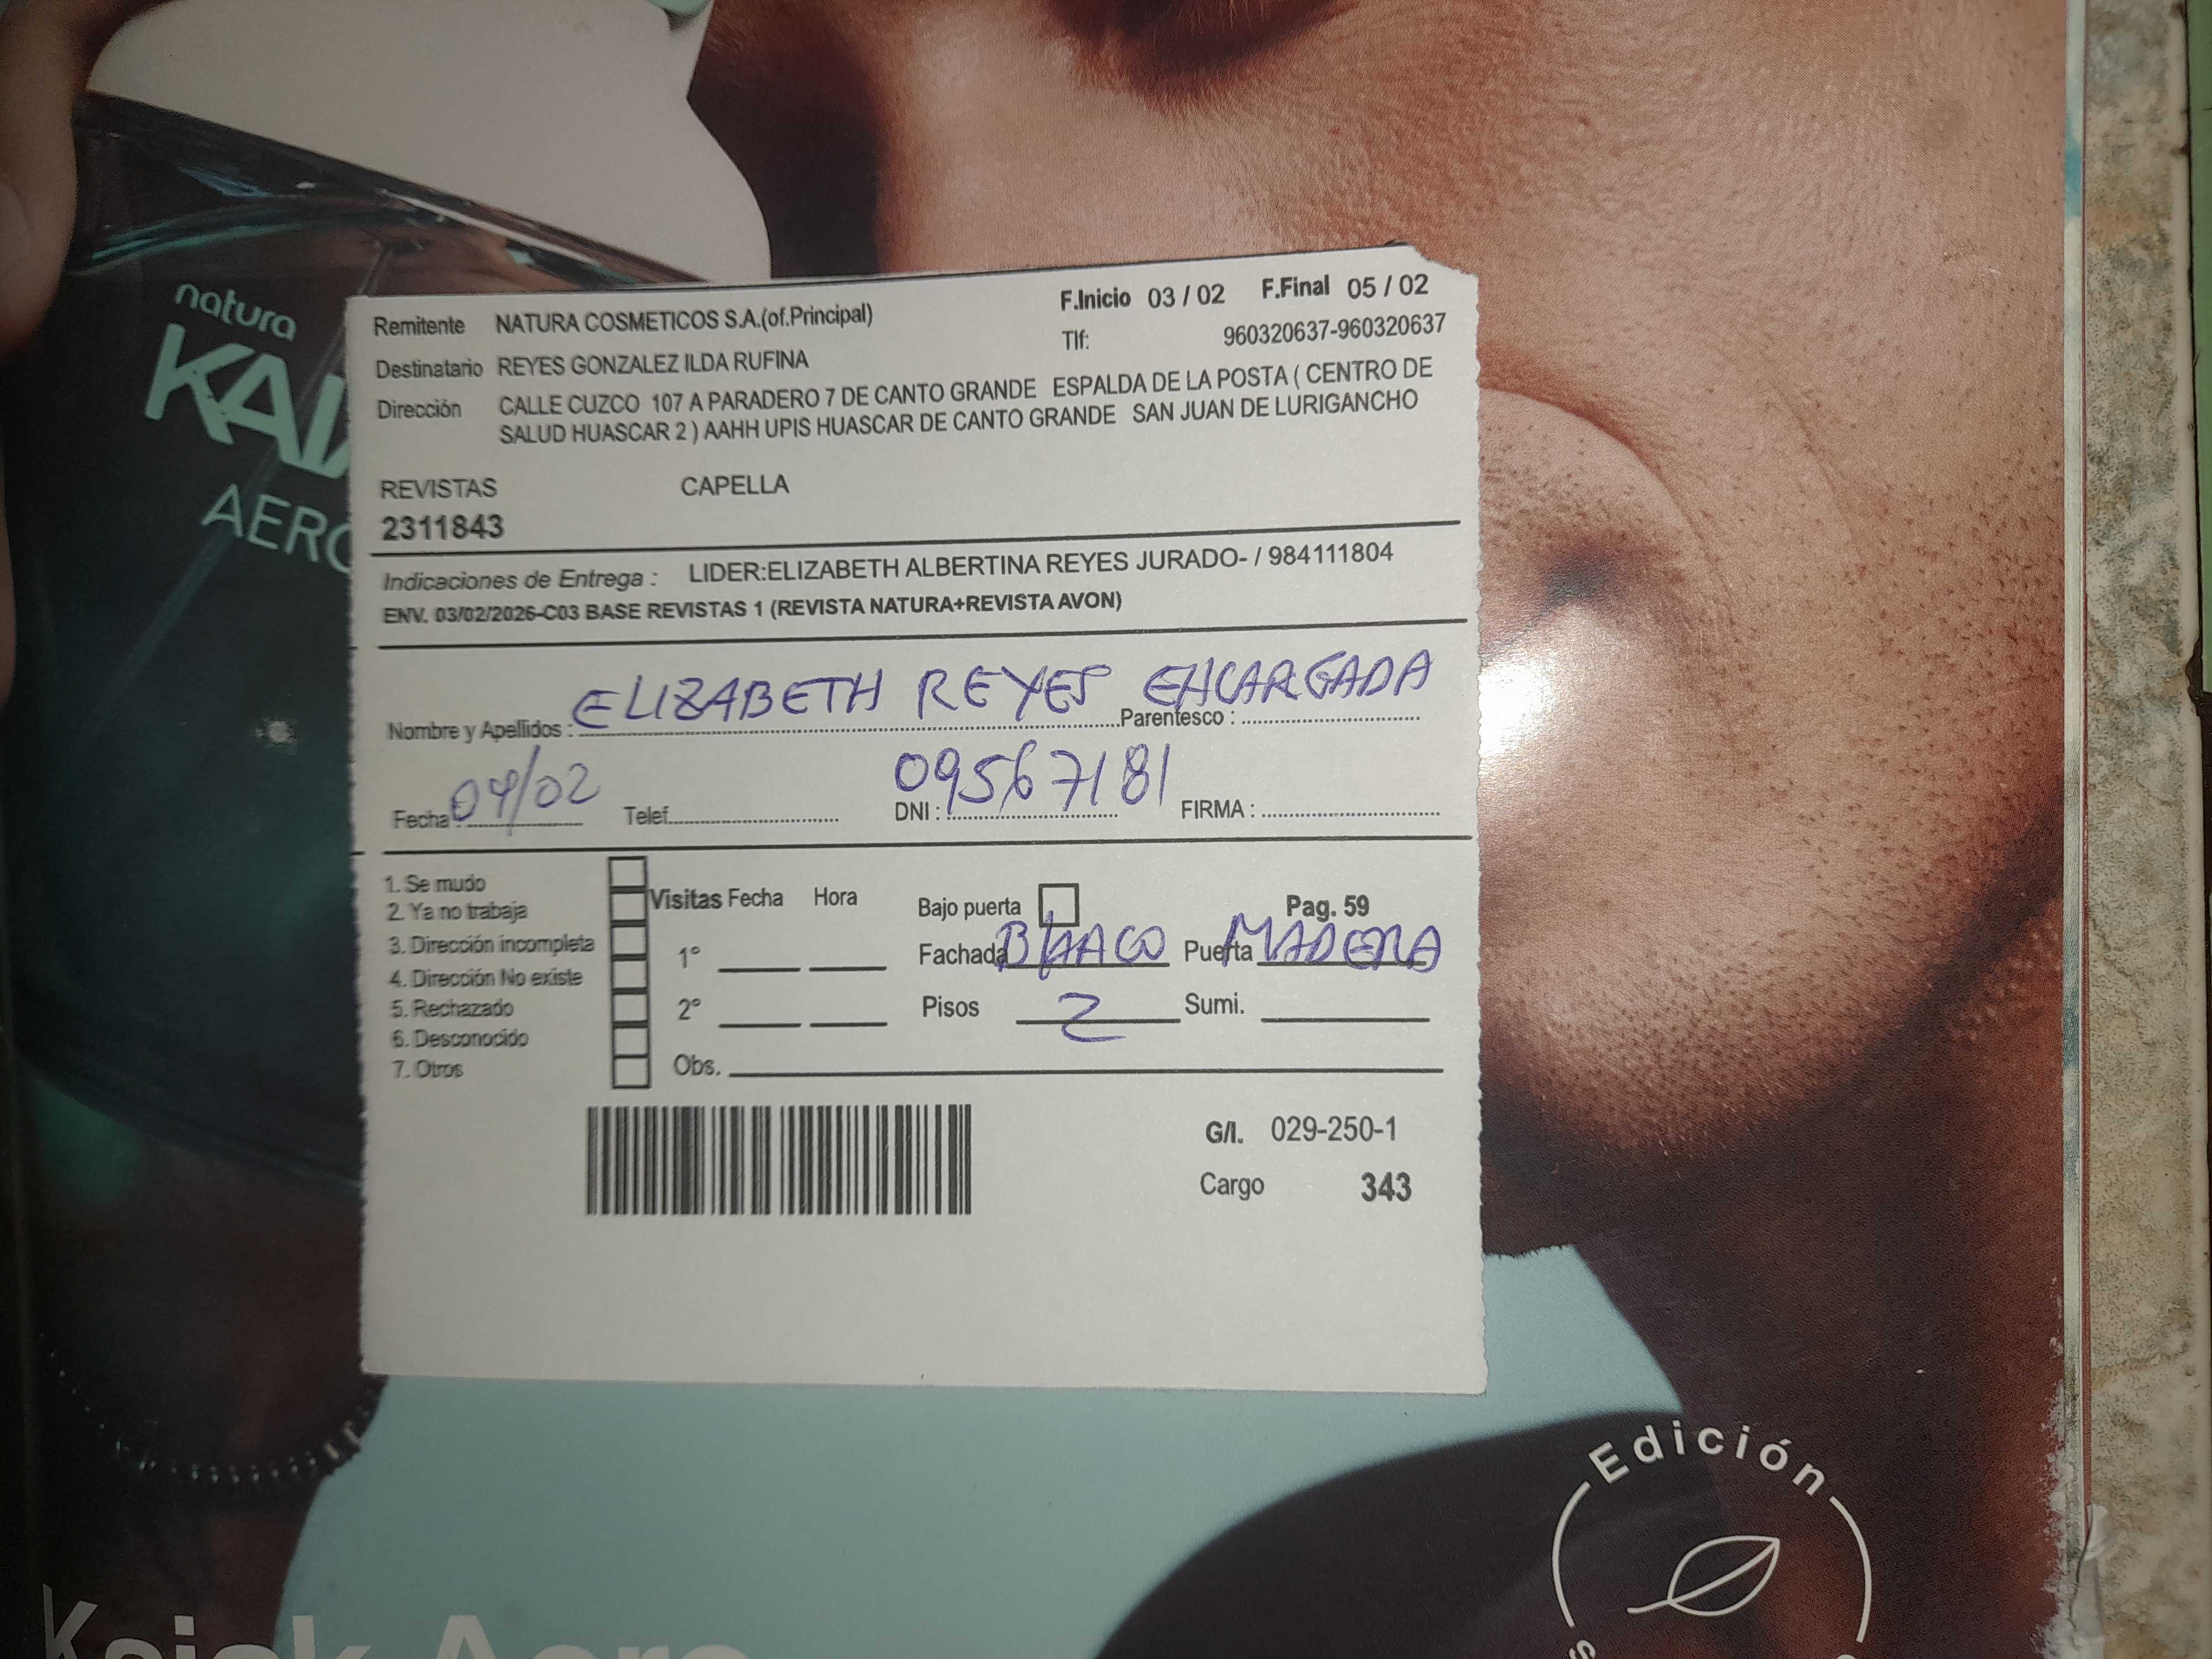 natura
KAI
AERO
Remitente NATURA COSMETICOS S.A.(of.Principal) F.Inicio 03 / 02 F.Final 05 / 02
Tlf: 960320637-960320637
Destinatario REYES GONZALEZ ILDA RUFINA
Dirección CALLE CUZCO 107 A PARADERO 7 DE CANTO GRANDE ESPALDA DE LA POSTA ( CENTRO DE
SALUD HUASCAR 2 ) AAHH UPIS HUASCAR DE CANTO GRANDE SAN JUAN DE LURIGANCHO
REVISTAS CAPELLA
2311843
Indicaciones de Entrega : LIDER:ELIZABETH ALBERTINA REYES JURADO- / 984111804
ENV. 03/02/2026-C03 BASE REVISTAS 1 (REVISTA NATURA+REVISTA AVON)
Nombre y Apellidos : ELIZABETH REYES Parentesco : ENCARGADA
Fecha : 04/02 Telef. DNI : 09567181 FIRMA :
1. Se mudo
2. Ya no trabaja
3. Dirección incompleta
4. Dirección No existe
5. Rechazado
6. Desconocido
7. Otros
Visitas Fecha Hora
1°
2°
Obs.
Bajo puerta Pag. 59
Fachada BLANCO Puerta MADERA
Pisos 2 Sumi.
G/I. 029-250-1
Cargo 343
Edición
Kaiak Aero